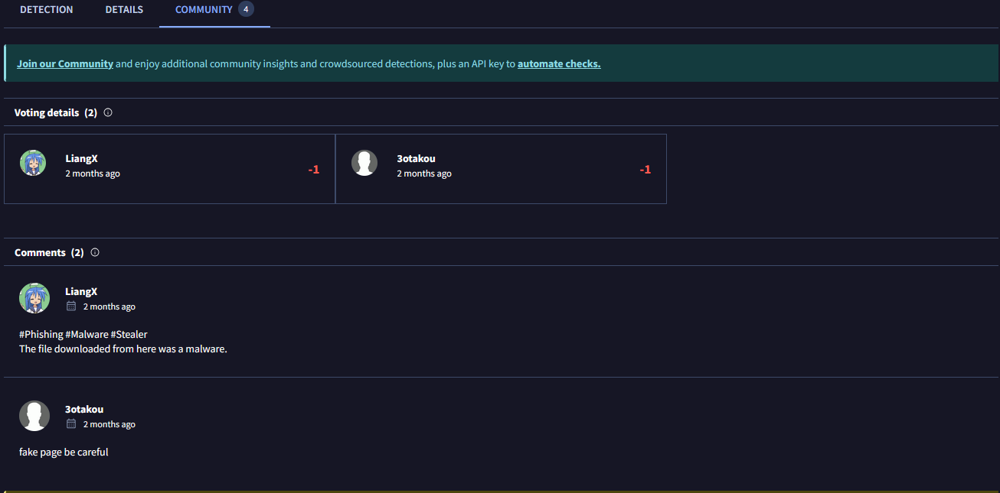 DETECTION DETAILS COMMUNITY 4
Join our Community and enjoy additional community insights and crowdsourced detections, plus an API key to automate checks.
Voting details (2)
LiangX
2 months ago
-1
3otakou
2 months ago
-1
Comments (2)
LiangX
2 months ago
#Phishing #Malware #Stealer
The file downloaded from here was a malware.
3otakou
2 months ago
fake page be careful